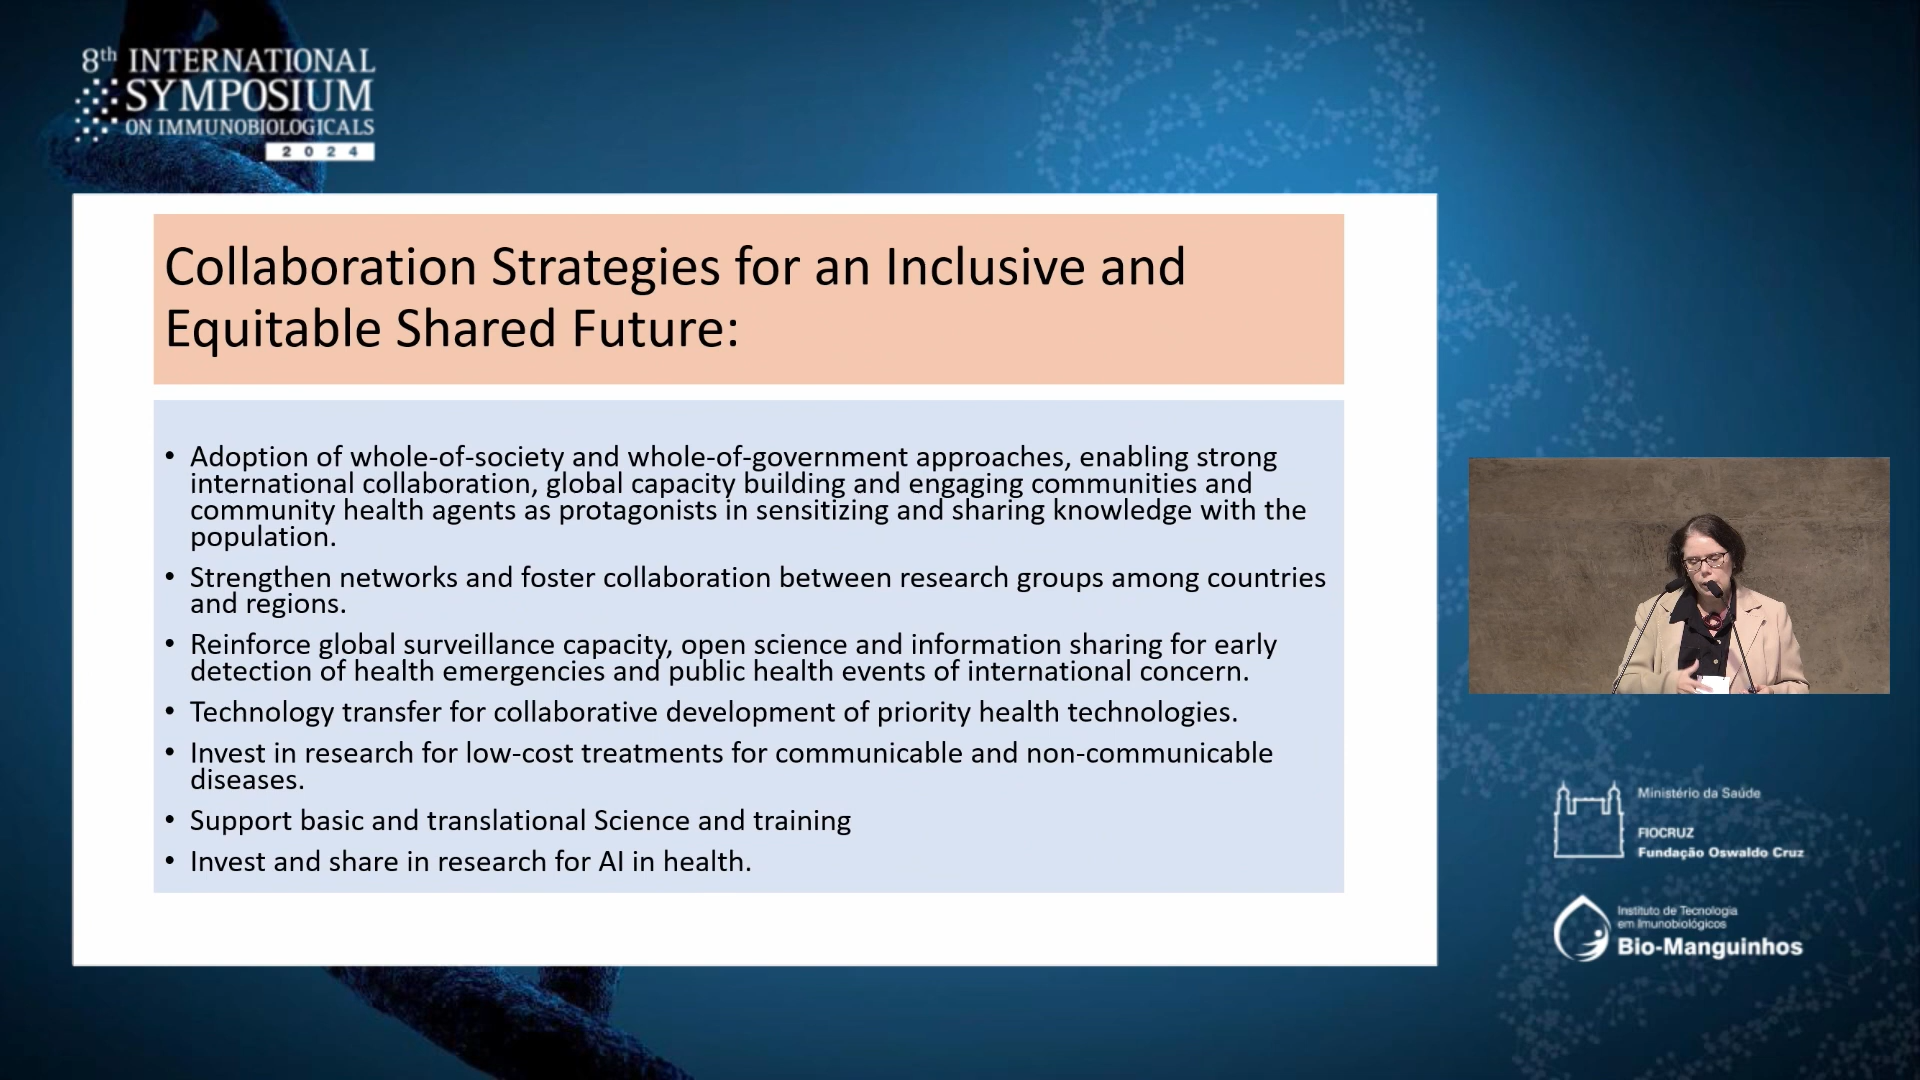 8th INTERNATIONAL
SYMPOSIUM
ON IMMUNOBIOLOGICALS
2024
Collaboration Strategies for an Inclusive and
Equitable Shared Future:
• Adoption of whole-of-society and whole-of-government approaches, enabling strong
international collaboration, global capacity building and engaging communities and
community health agents as protagonists in sensitizing and sharing knowledge with the
population.
• Strengthen networks and foster collaboration between research groups among countries
and regions.
• Reinforce global surveillance capacity, open science and information sharing for early
detection of health emergencies and public health events of international concern.
• Technology transfer for collaborative development of priority health technologies.
• Invest in research for low-cost treatments for communicable and non-communicable
diseases.
• Support basic and translational Science and training
• Invest and share in research for AI in health.
Ministério da Saúde
FIOCRUZ
Fundação Oswaldo Cruz
Instituto de Tecnologia
em Imunobiológicos
Bio-Manguinhos